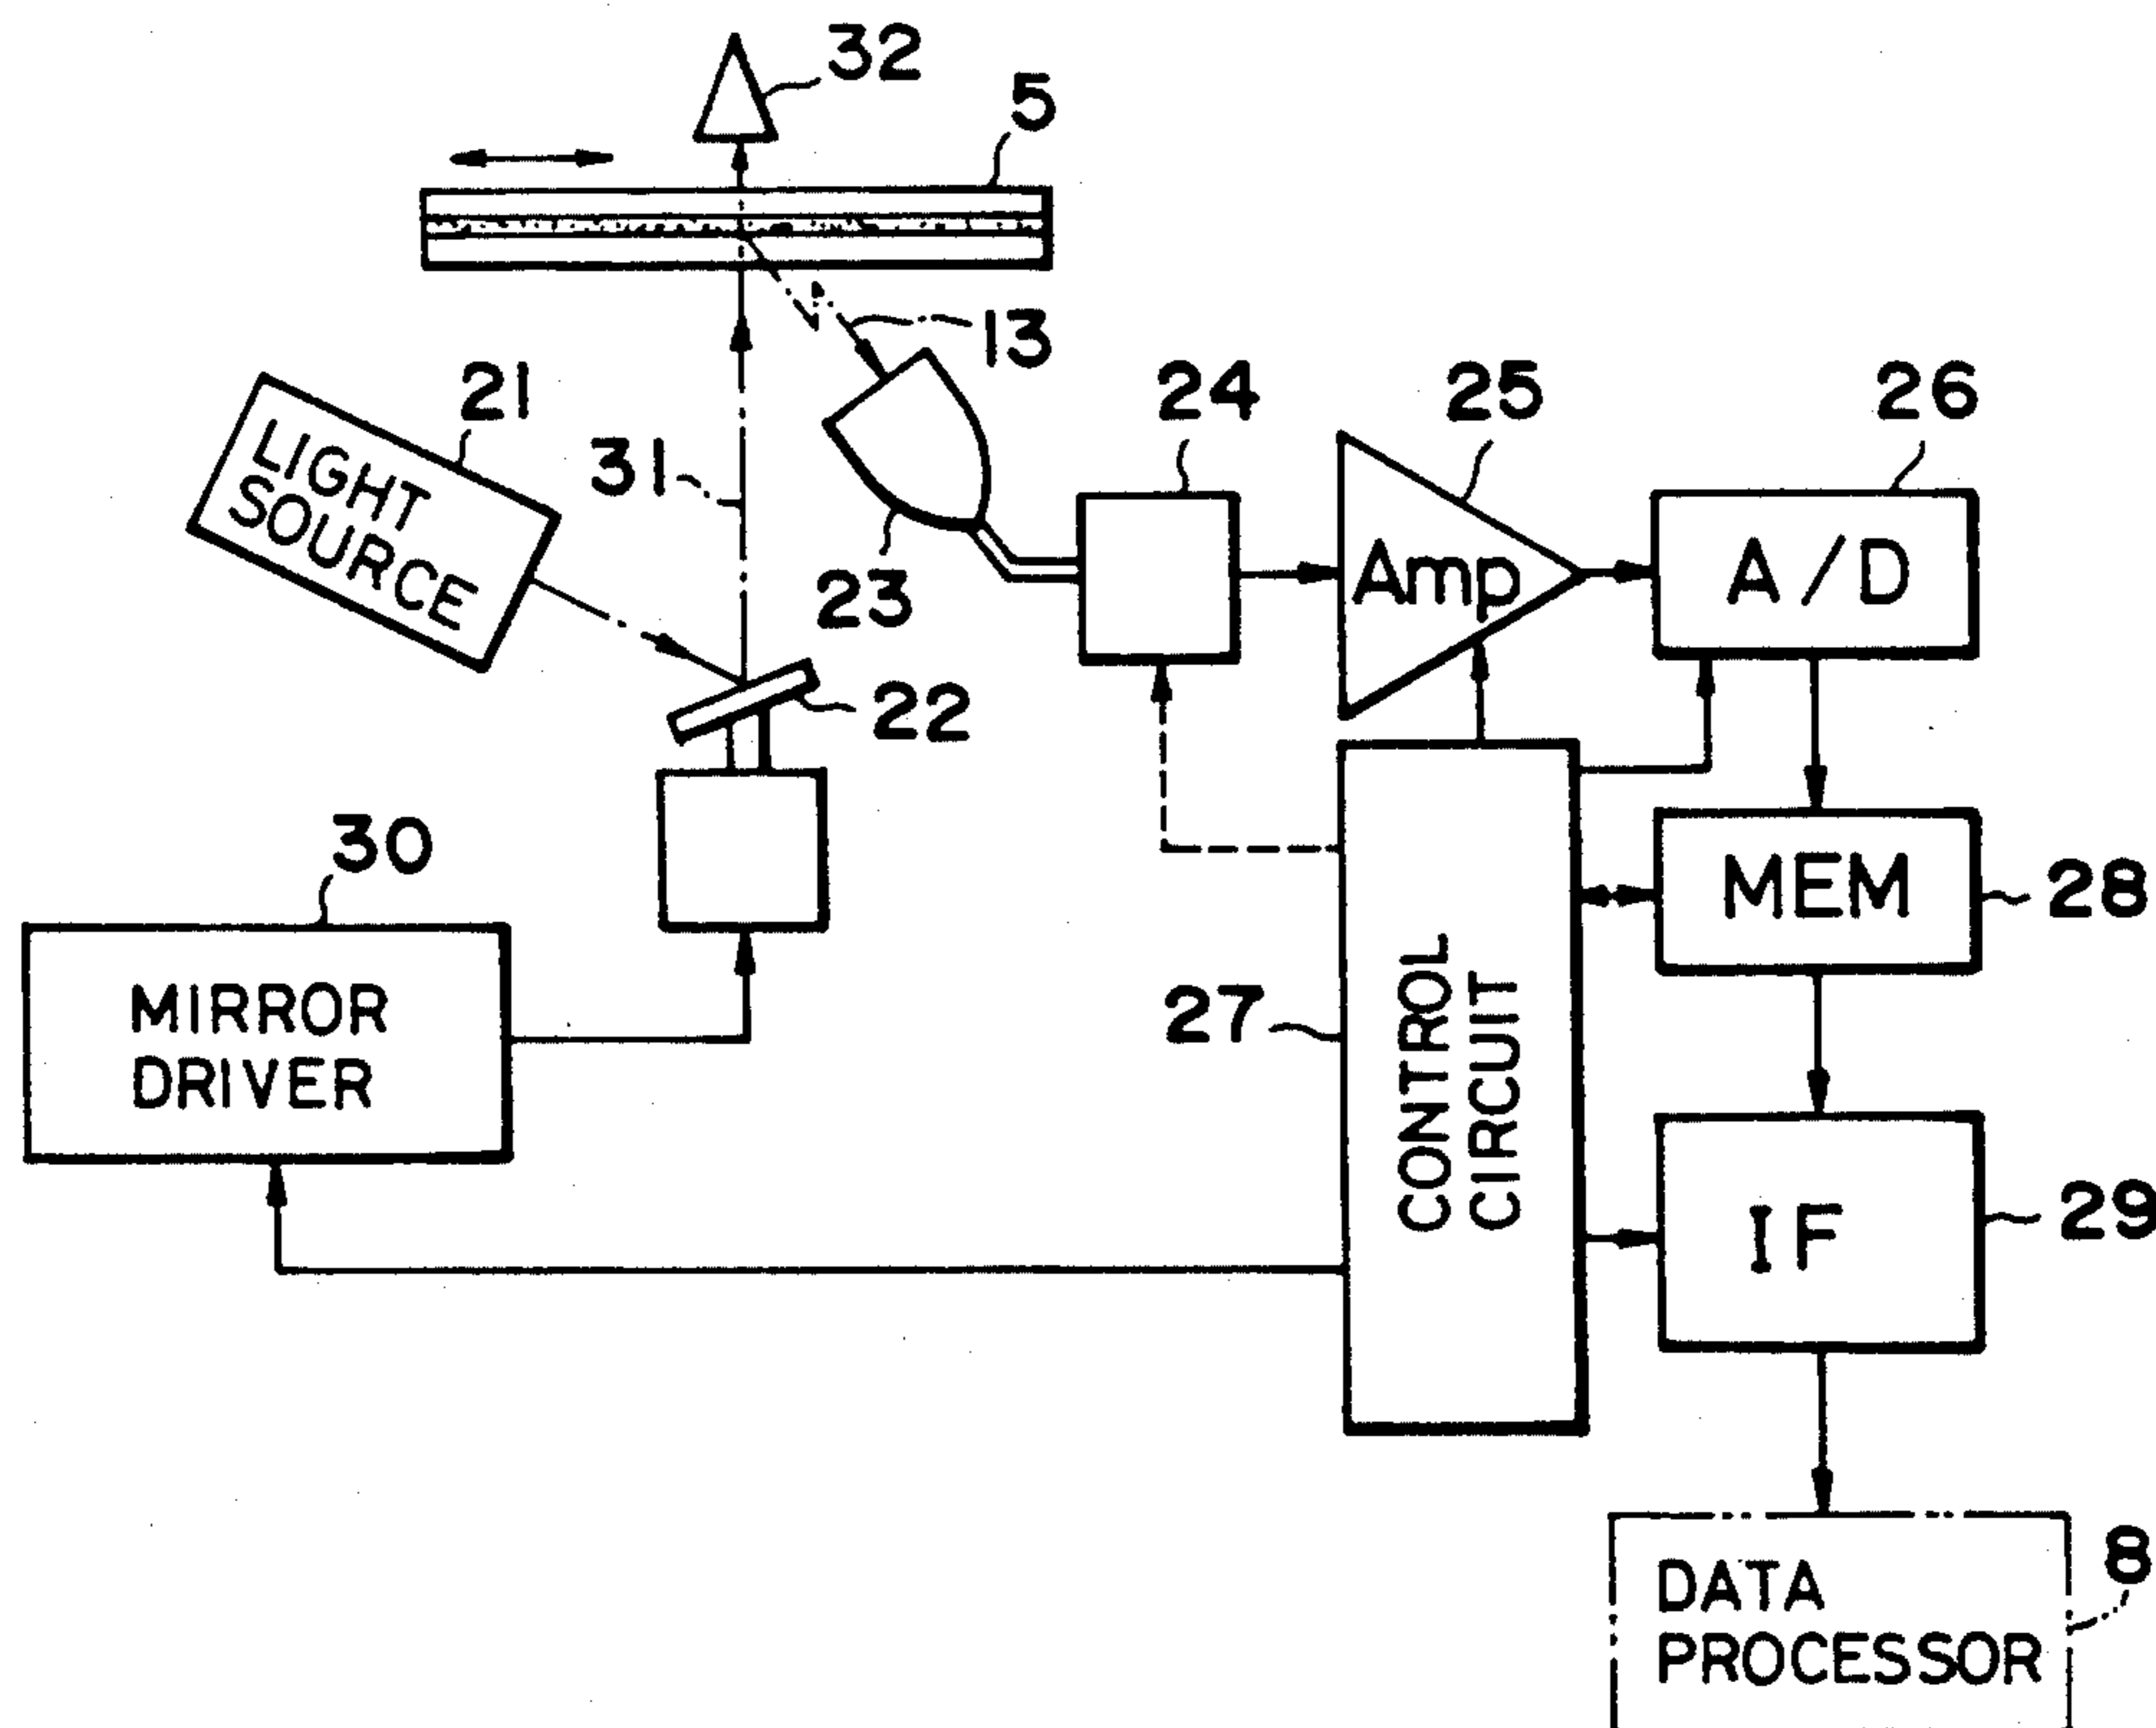 32
5
13
21
LIGHT
SOURCE
31
23
24
25
26
Amp
A/D
22
30
MIRROR
DRIVER
27
CONTROL
CIRCUIT
MEM
28
IF
29
8
DATA
PROCESSOR